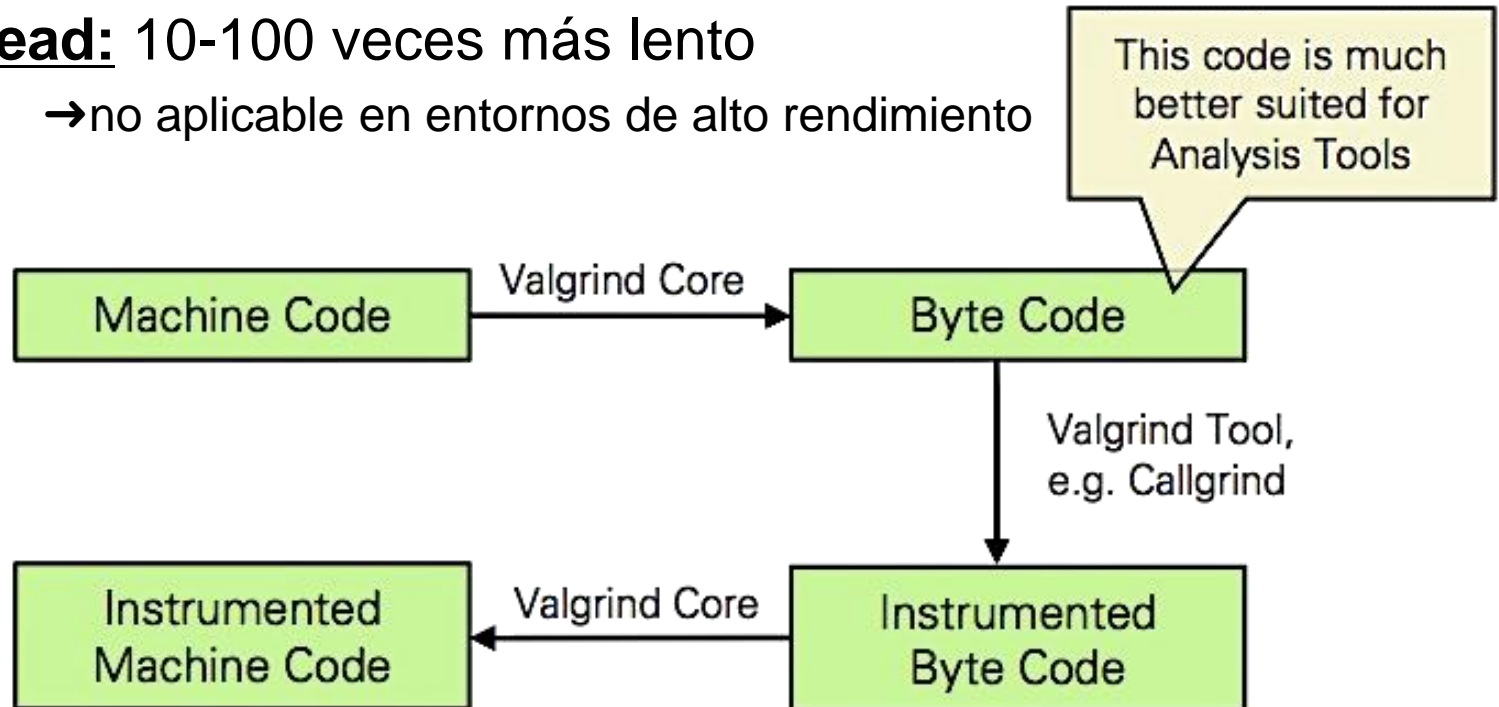 ead: 10-100 veces más lento
→no aplicable en entornos de alto rendimiento
This code is much
better suited for
Analysis Tools
Machine Code
Valgrind Core
Byte Code
Valgrind Tool,
e.g. Callgrind
Instrumented
Machine Code
Valgrind Core
Instrumented
Byte Code